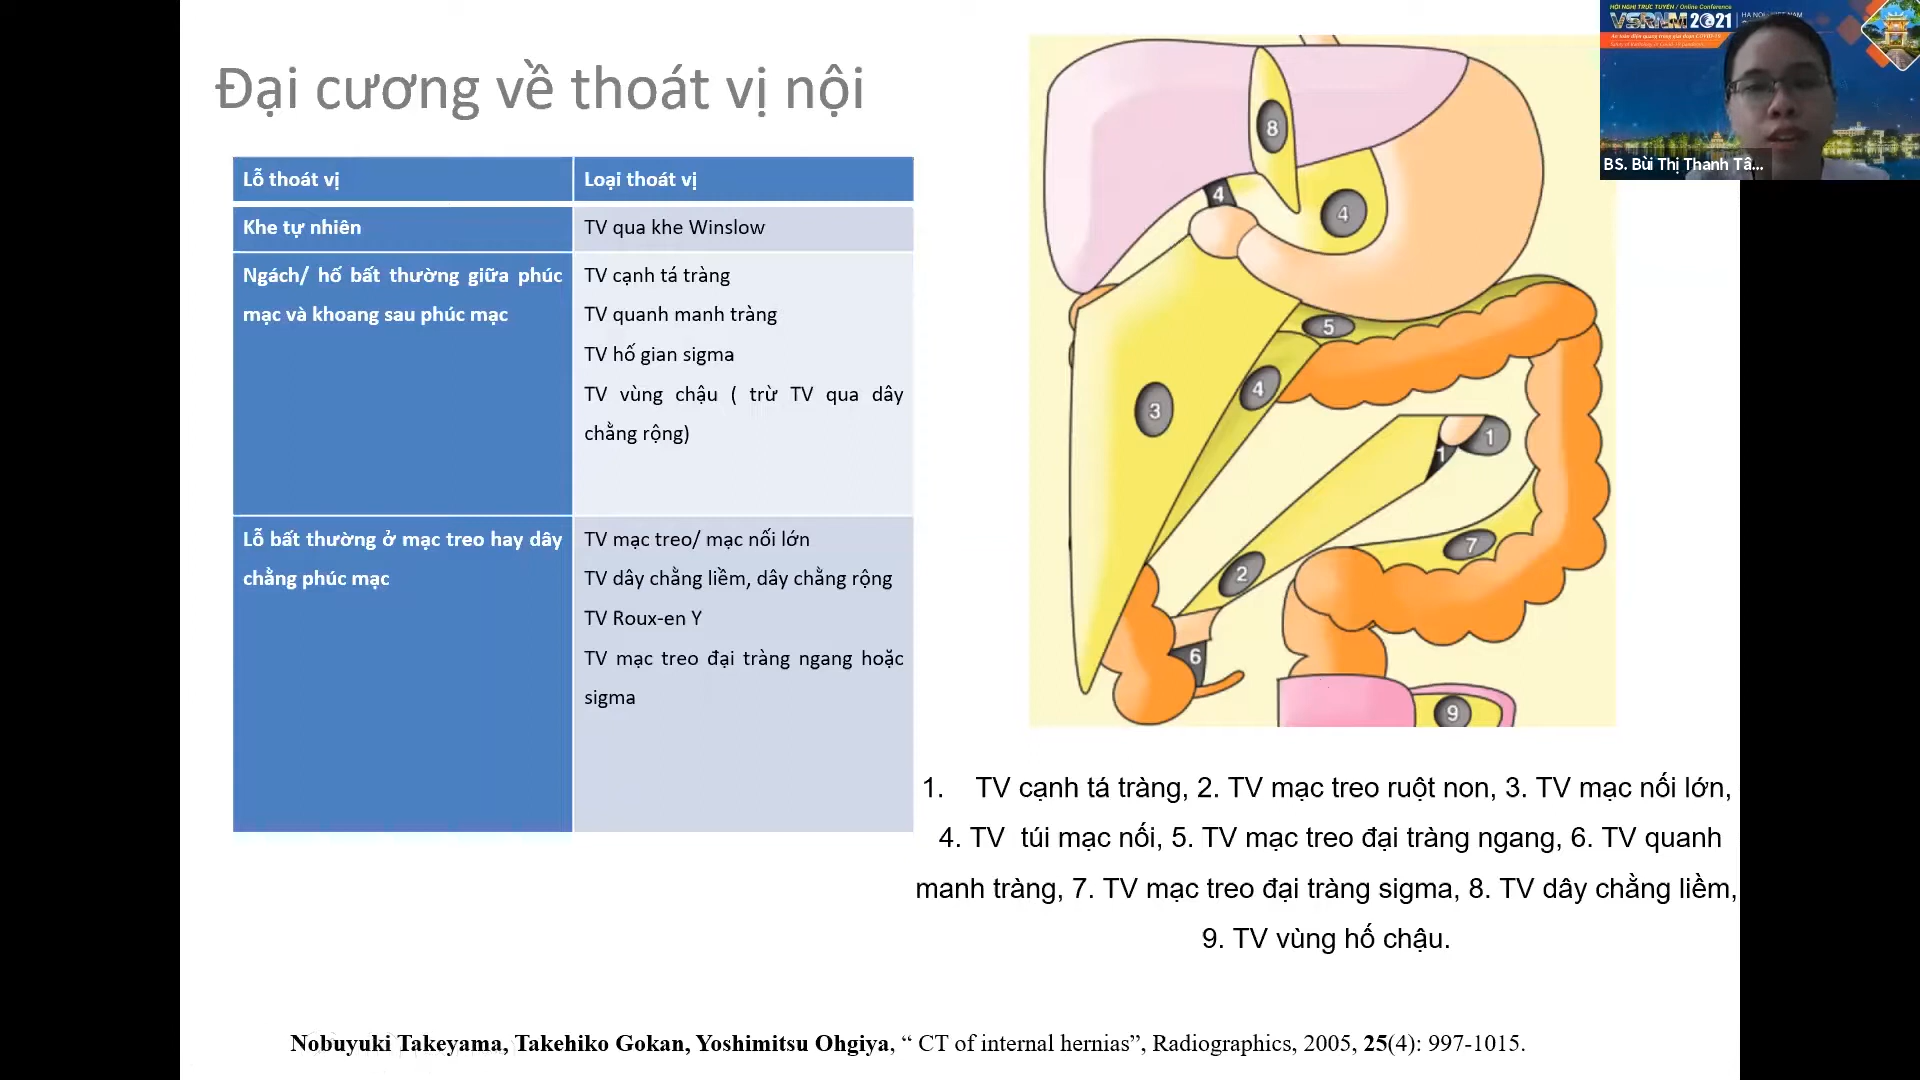 HỘI NGHỊ TRỰC TUYẾN / Online Conference
VSRNM 2021
Đại cương về thoát vị nội
BS. Bùi Thị Thanh Tâ...
Lỗ thoát vị
Loại thoát vị
Khe tự nhiên
TV qua khe Winslow
Ngách/ hố bất thường giữa phúc
mạc và khoang sau phúc mạc
TV cạnh tá tràng
TV quanh manh tràng
TV hố gian sigma
TV vùng chậu ( trừ TV qua dây
chằng rộng)
Lỗ bất thường ở mạc treo hay dây
chằng phúc mạc
TV mạc treo/ mạc nối lớn
TV dây chằng liềm, dây chằng rộng
TV Roux-en Y
TV mạc treo đại tràng ngang hoặc
sigma
8
4
4
5
4
3
1
1
7
2
6
9
1. TV cạnh tá tràng, 2. TV mạc treo ruột non, 3. TV mạc nối lớn,
4. TV túi mạc nối, 5. TV mạc treo đại tràng ngang, 6. TV quanh
manh tràng, 7. TV mạc treo đại tràng sigma, 8. TV dây chằng liềm,
9. TV vùng hố chậu.
Nobuyuki Takeyama, Takehiko Gokan, Yoshimitsu Ohgiya, “ CT of internal hernias”, Radiographics, 2005, 25(4): 997-1015.